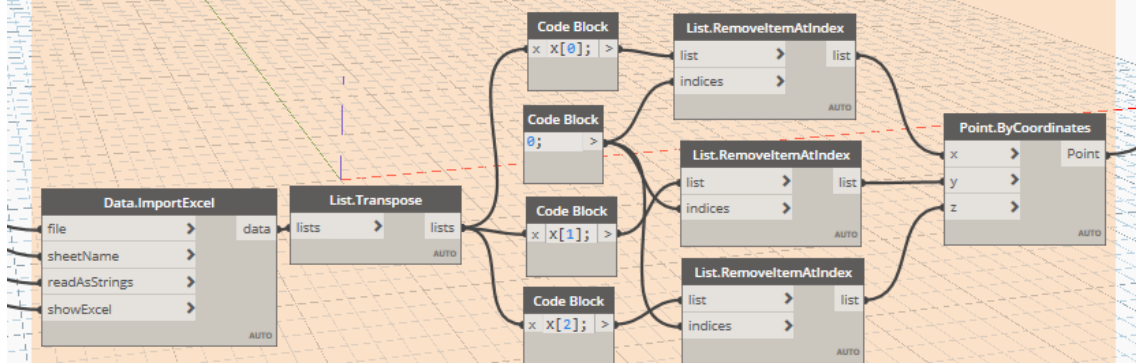 Data.ImportExcel
file > data
sheetName >
readAsStrings >
showExcel >
AUTO
List.Transpose
lists > lists
AUTO
Code Block
x x[0]; >
Code Block
0; >
Code Block
x x[1]; >
Code Block
x x[2]; >
List.RemoveItemAtIndex
list > list
indices >
AUTO
List.RemoveItemAtIndex
list > list
indices >
AUTO
List.RemoveItemAtIndex
list > list
indices >
AUTO
Point.ByCoordinates
x > Point
y >
z >
AUTO